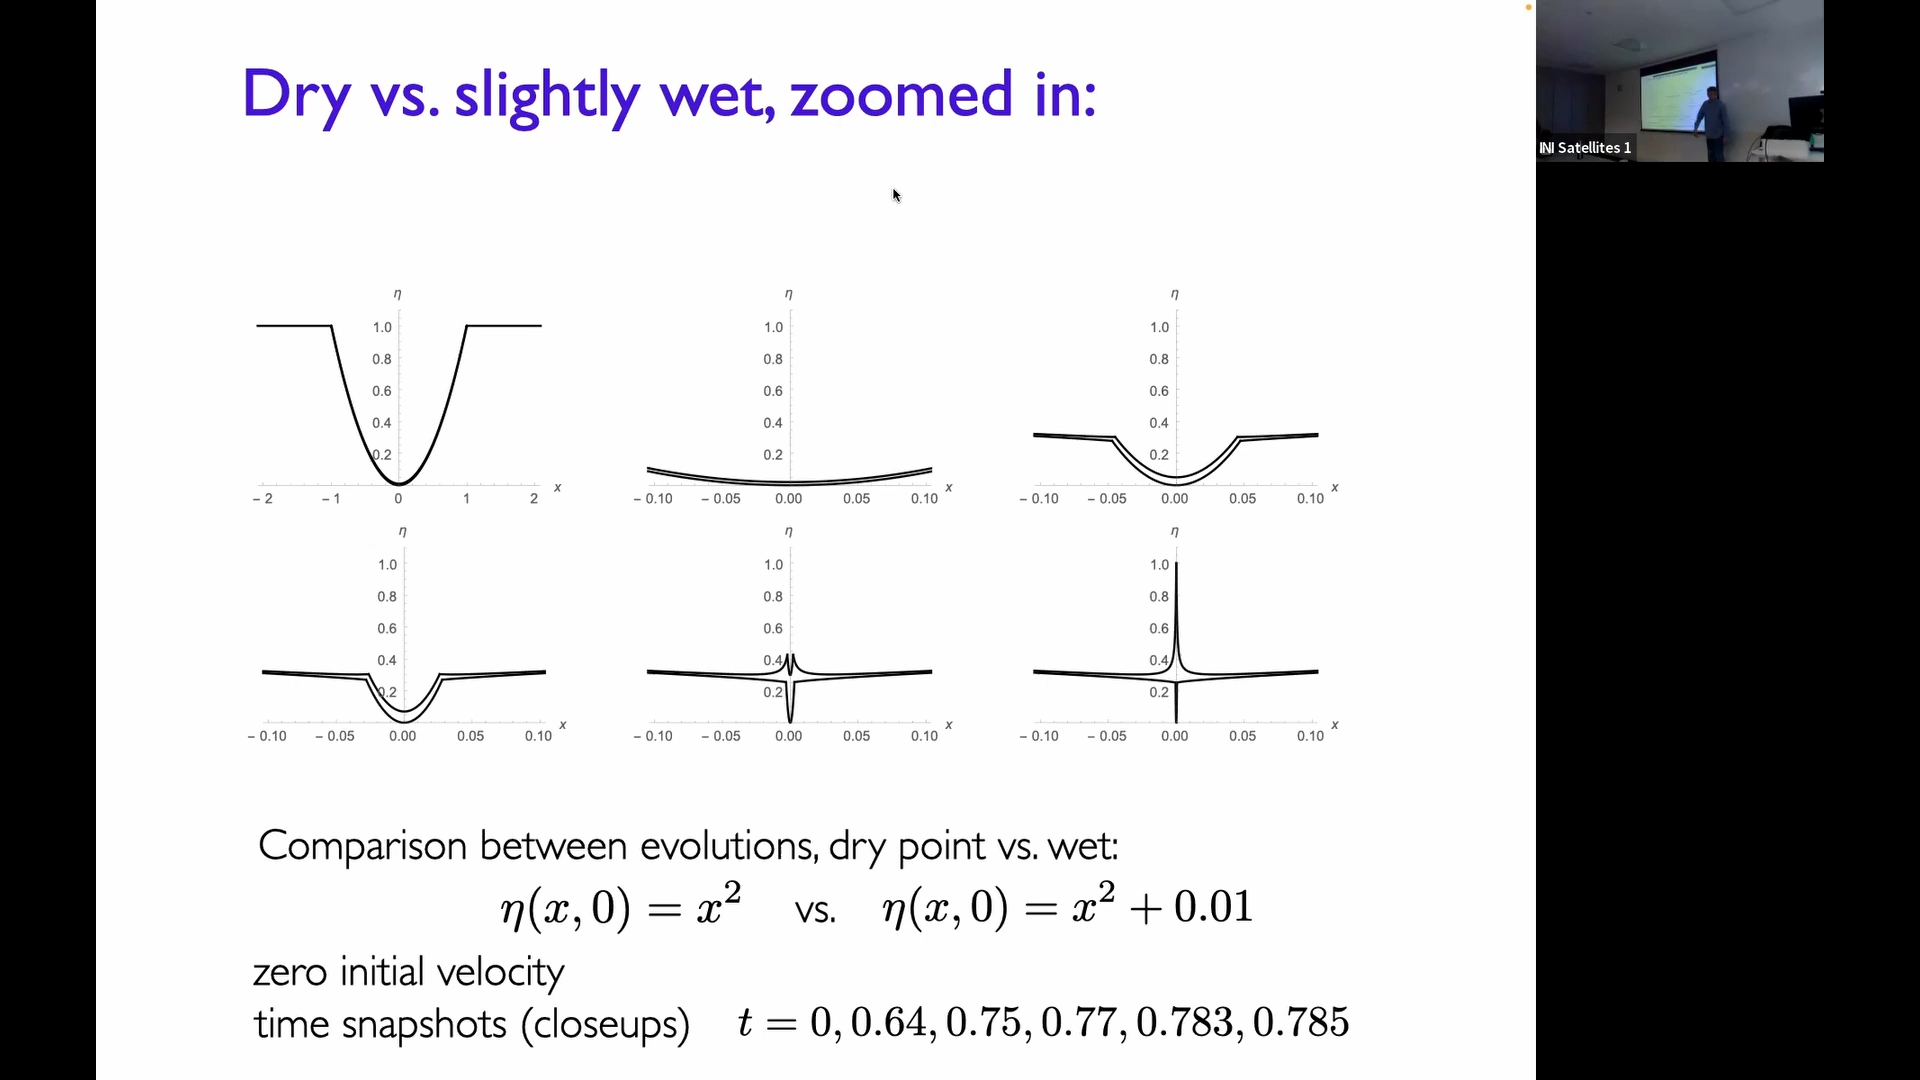 Dry vs. slightly wet, zoomed in:
INI Satellites 1
η
1.0
0.8
0.6
0.4
0.2
− 2 − 1 0 1 2 x
η
1.0
0.8
0.6
0.4
0.2
− 0.10 − 0.05 0.00 0.05 0.10 x
η
1.0
0.8
0.6
0.4
0.2
− 0.10 − 0.05 0.00 0.05 0.10 x
η
1.0
0.8
0.6
0.4
0.2
− 0.10 − 0.05 0.00 0.05 0.10 x
η
1.0
0.8
0.6
0.4
0.2
− 0.10 − 0.05 0.00 0.05 0.10 x
η
1.0
0.8
0.6
0.4
0.2
− 0.10 − 0.05 0.00 0.05 0.10 x
Comparison between evolutions, dry point vs. wet:
η(x, 0) = x² vs. η(x, 0) = x² + 0.01
zero initial velocity
time snapshots (closeups) t = 0, 0.64, 0.75, 0.77, 0.783, 0.785